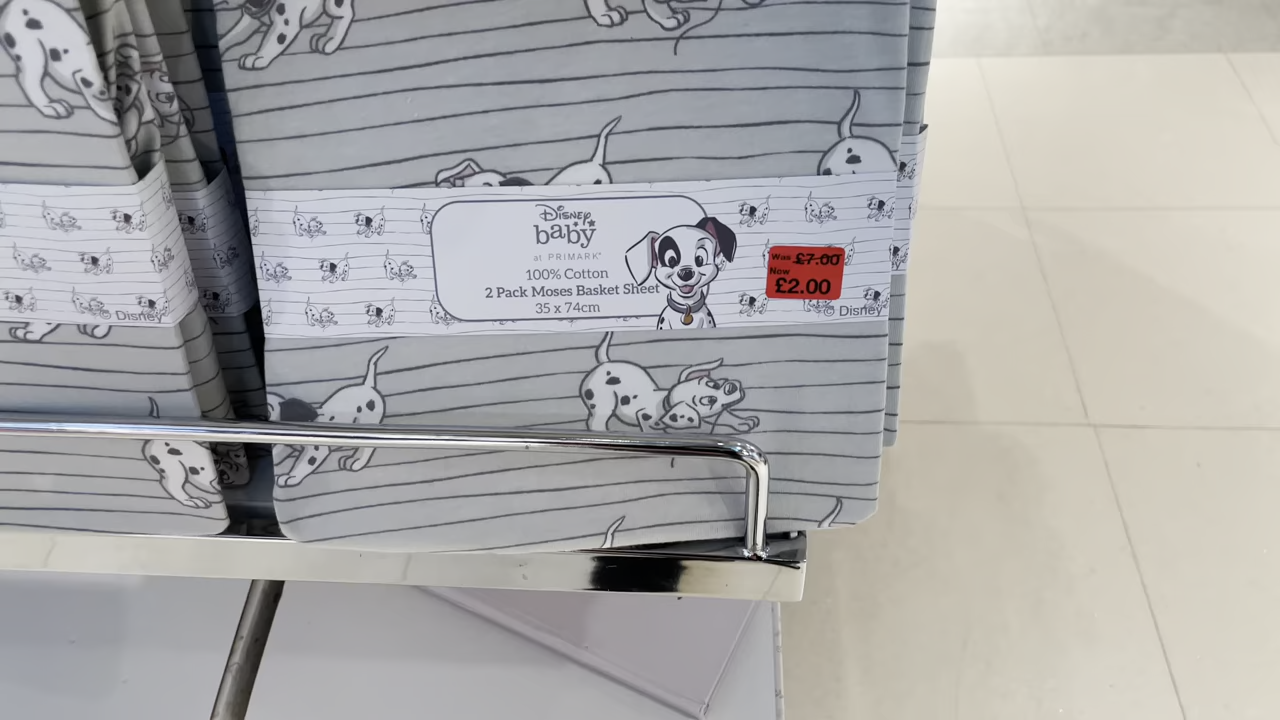 Disney
baby
at PRIMARK®
100% Cotton
2 Pack Moses Basket Sheet
35 x 74cm
Was £7.00
Now
£2.00
© Disney
© Disney